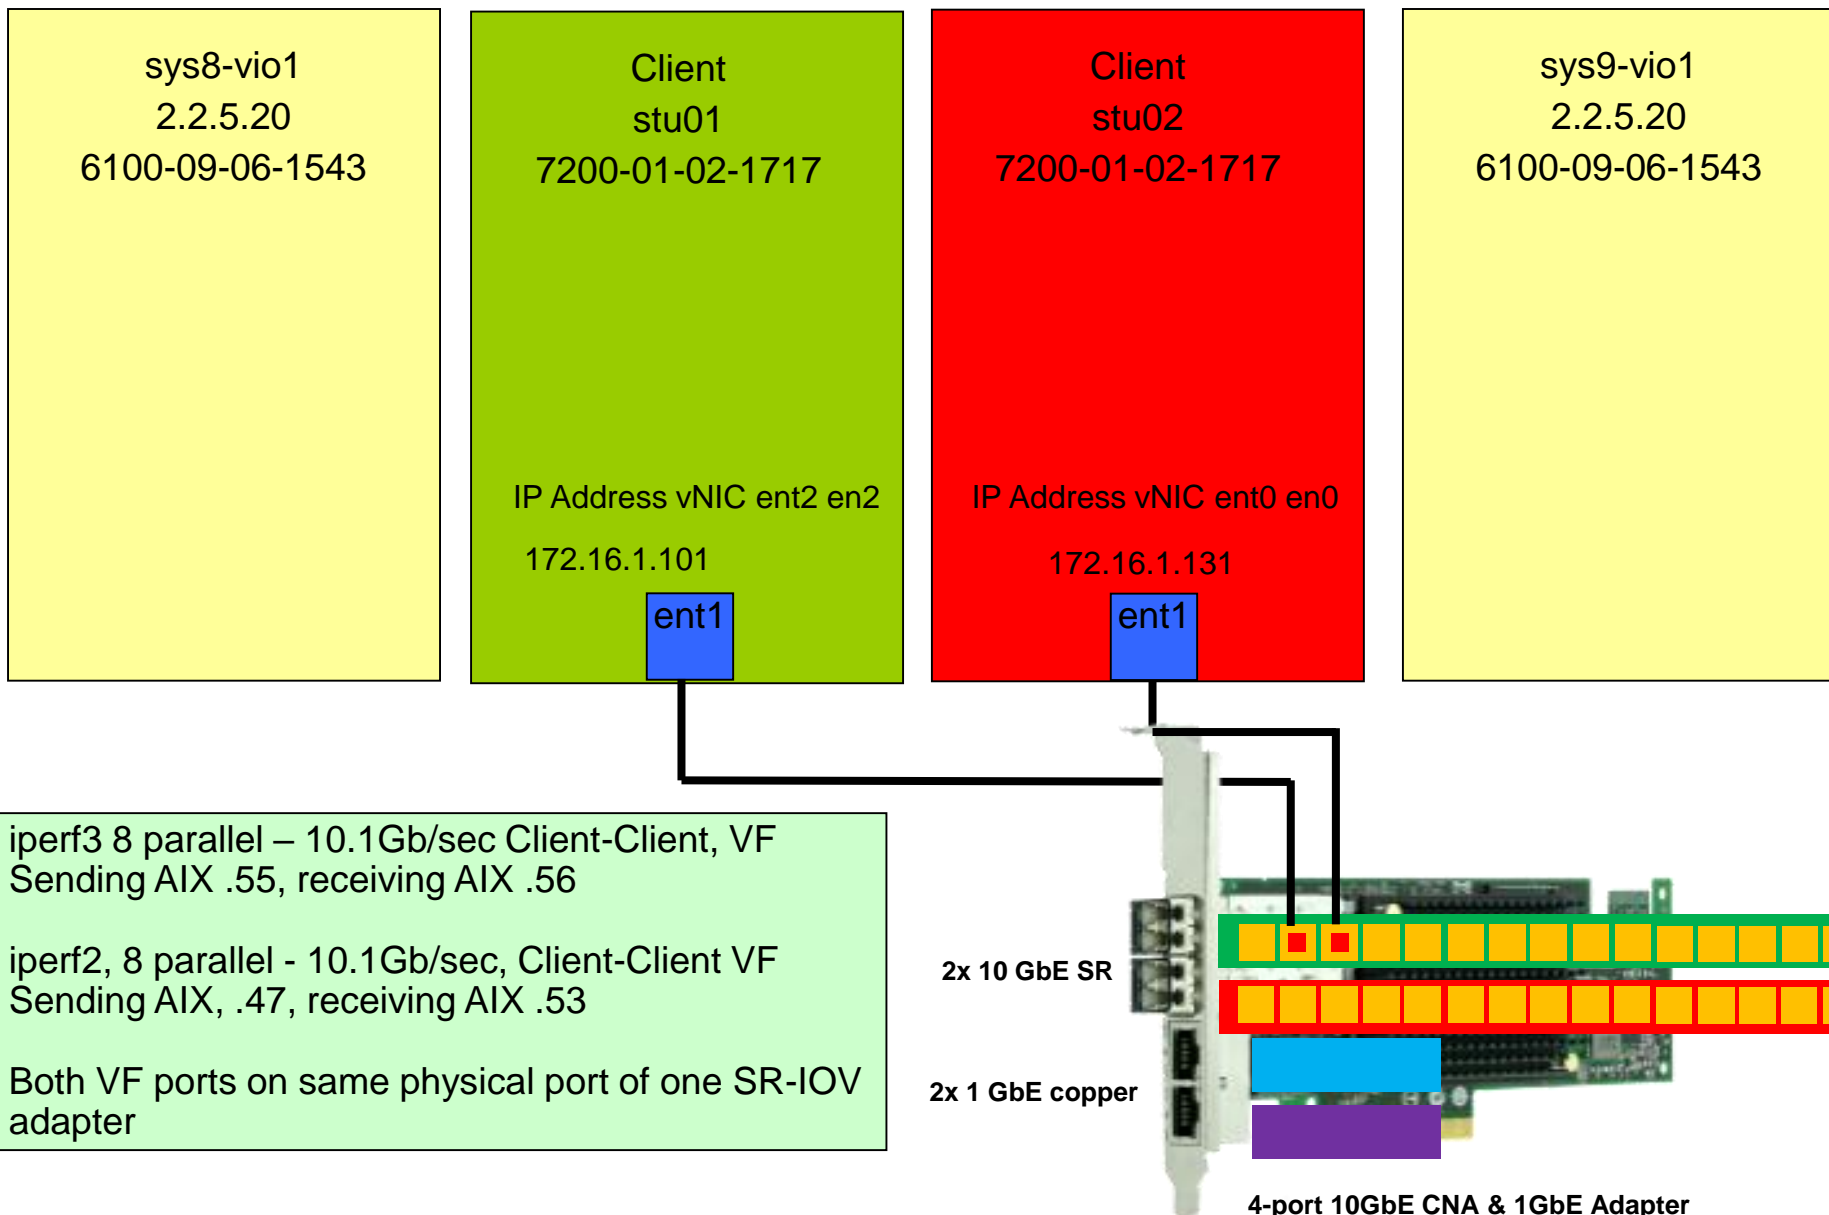 sys8-vio1
2.2.5.20
6100-09-06-1543
Client
stu01
7200-01-02-1717
IP Address vNIC ent2 en2
172.16.1.101
ent1
Client
stu02
7200-01-02-1717
IP Address vNIC ent0 en0
172.16.1.131
ent1
sys9-vio1
2.2.5.20
6100-09-06-1543
iperf3 8 parallel – 10.1Gb/sec Client-Client, VF
Sending AIX .55, receiving AIX .56
iperf2, 8 parallel - 10.1Gb/sec, Client-Client VF
Sending AIX, .47, receiving AIX .53
Both VF ports on same physical port of one SR-IOV
adapter
2x 10 GbE SR
2x 1 GbE copper
4-port 10GbE CNA & 1GbE Adapter